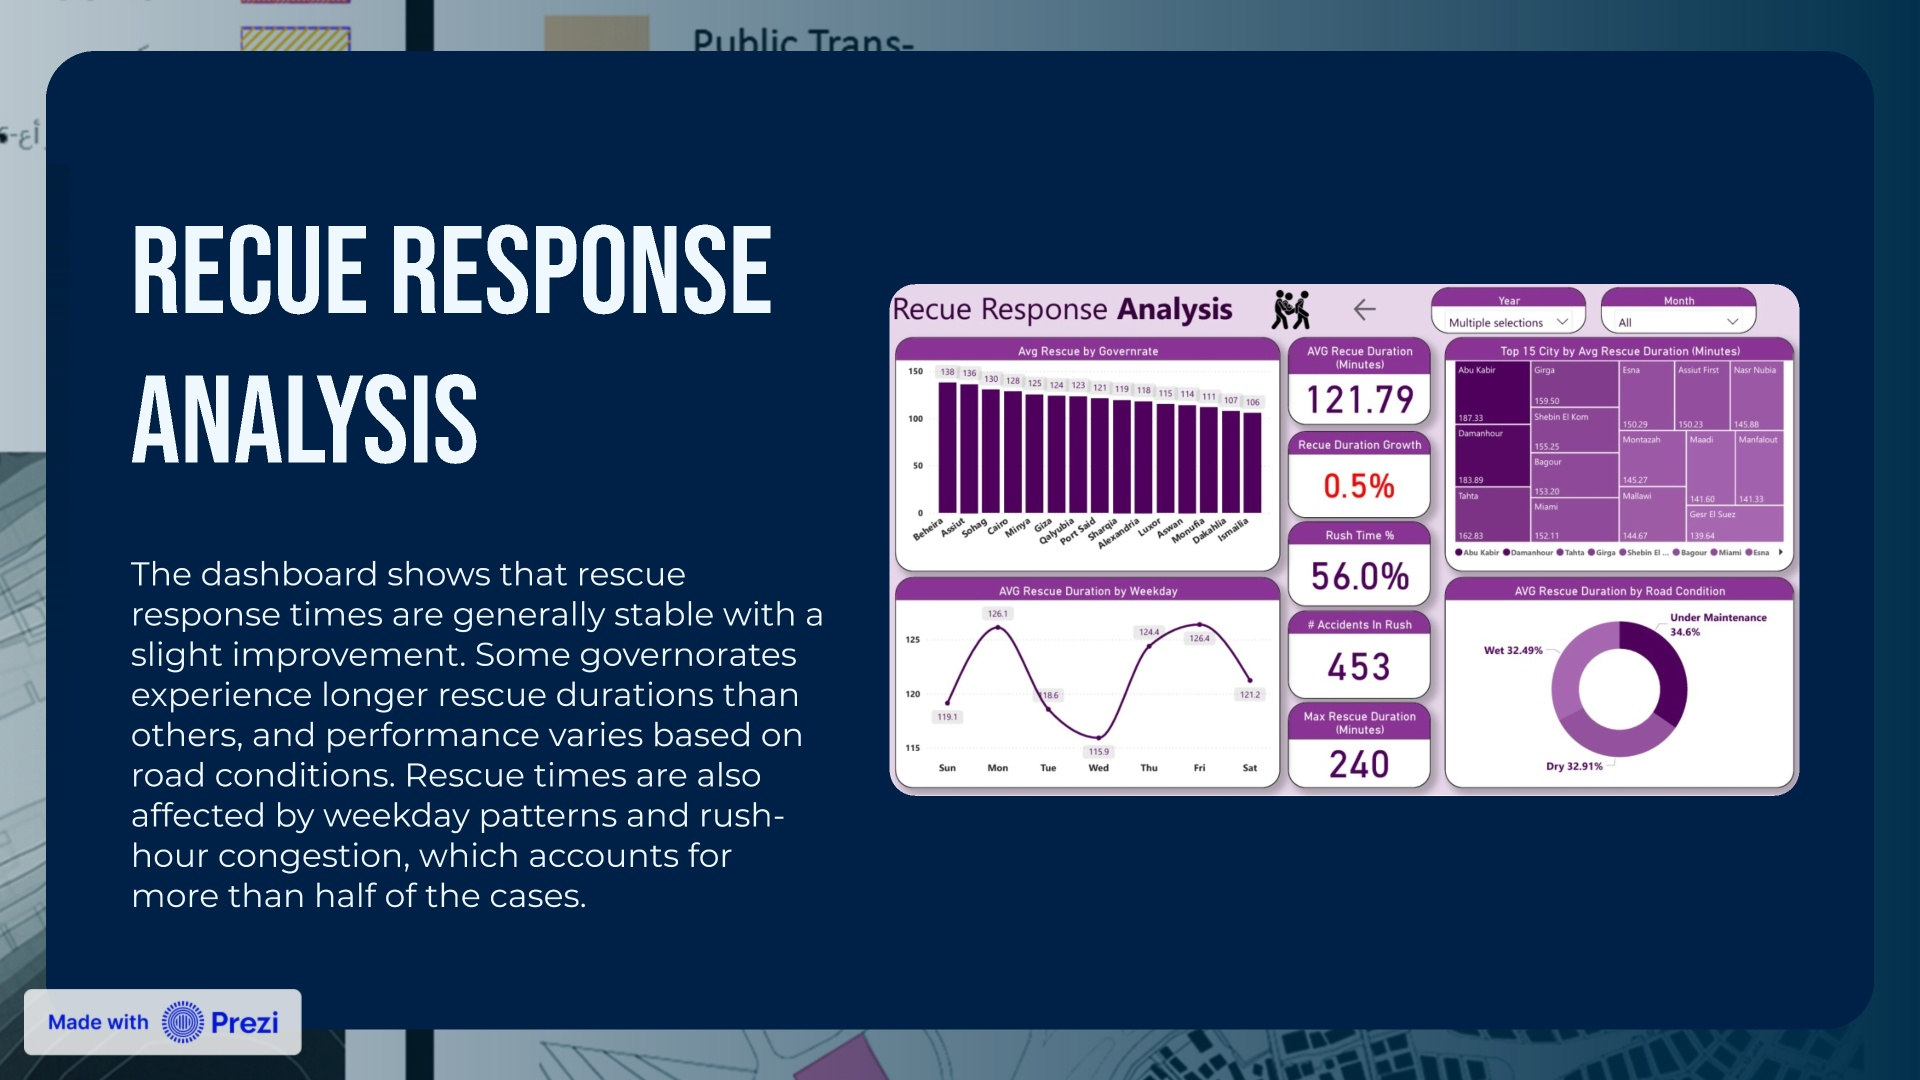 Public Trans-
RECUE RESPONSE
ANALYSIS
The dashboard shows that rescue
response times are generally stable with a
slight improvement. Some governorates
experience longer rescue durations than
others, and performance varies based on
road conditions. Rescue times are also
affected by weekday patterns and rush-
hour congestion, which accounts for
more than half of the cases.
Recue Response Analysis
Year
Multiple selections
Month
All
Avg Rescue by Governrate
150
100
50
0
138 136 130 128 125 124 123 121 119 118 115 114 111 107 106
Beheira Assiut Sohag Cairo Minya Giza Qalyubia Port Said Sharqia Alexandria Luxor Aswan Monufia Dakahlia Ismailia
AVG Recue Duration
(Minutes)
121.79
Recue Duration Growth
0.5%
Rush Time %
56.0%
# Accidents In Rush
453
Max Rescue Duration
(Minutes)
240
Top 15 City by Avg Rescue Duration (Minutes)
Abu Kabir
187.33
Damanhour
183.89
Tahta
162.83
Girga
159.50
Shebin El Kom
155.25
Bagour
153.20
Miami
152.11
Esna
150.29
Assiut First
150.23
Nasr Nubia
145.88
Montazah
145.27
Mallawi
144.67
Maadi
141.60
Manfalout
141.33
Gesr El Suez
139.64
Abu Kabir Damanhour Tahta Girga Shebin El ... Bagour Miami Esna
AVG Rescue Duration by Weekday
125
120
115
119.1
126.1
118.6
115.9
124.4
126.4
121.2
Sun Mon Tue Wed Thu Fri Sat
AVG Rescue Duration by Road Condition
Under Maintenance
34.6%
Wet 32.49%
Dry 32.91%
Made with Prezi